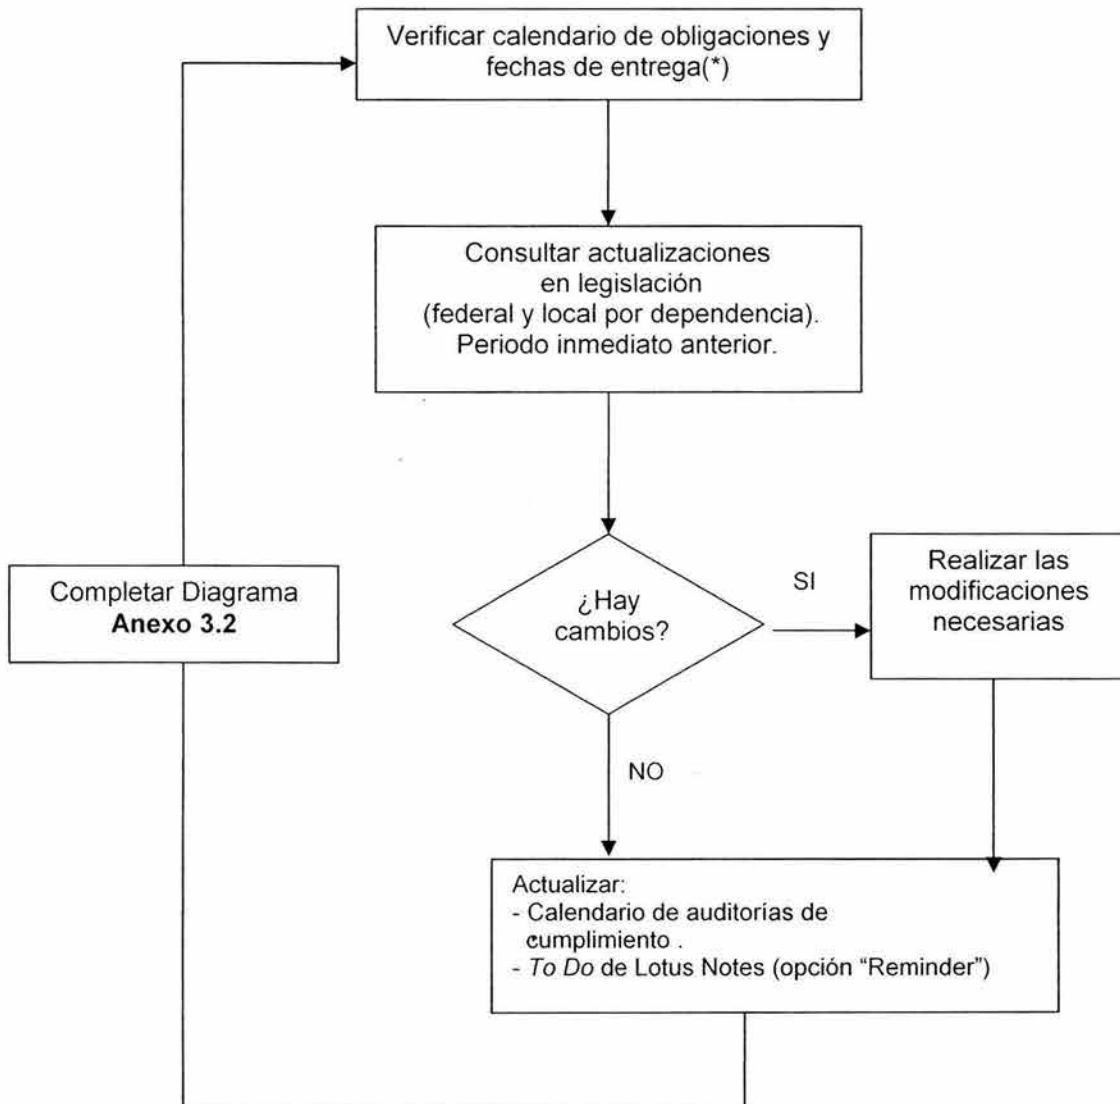 Verificar calendario de obligaciones y
fechas de entrega(*)
Consultar actualizaciones
en legislación
(federal y local por dependencia).
Periodo inmediato anterior.
¿Hay
cambios?
SI
Realizar las
modificaciones
necesarias
Completar Diagrama
Anexo 3.2
NO
Actualizar:
- Calendario de auditorías de
cumplimiento .
- To Do de Lotus Notes (opción “Reminder”)